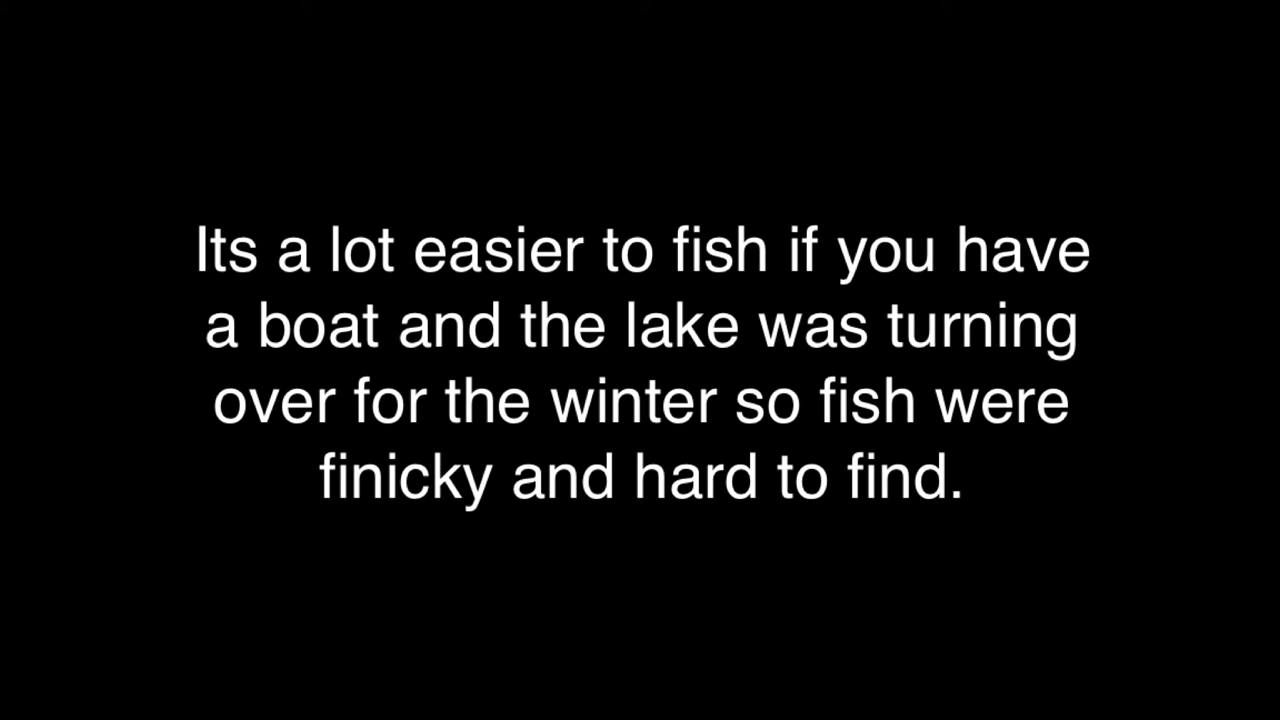 Its a lot easier to fish if you have
a boat and the lake was turning
over for the winter so fish were
finicky and hard to find.